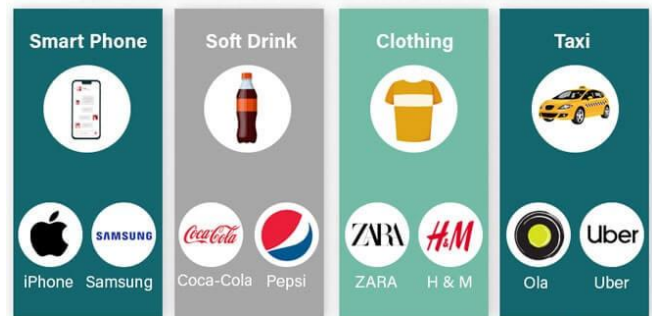 Smart Phone
SAMSUNG
iPhone Samsung
Soft Drink
Coca-Cola
Coca-Cola Pepsi
Clothing
ZARA H&M
ZARA H & M
Taxi
Uber
Ola Uber